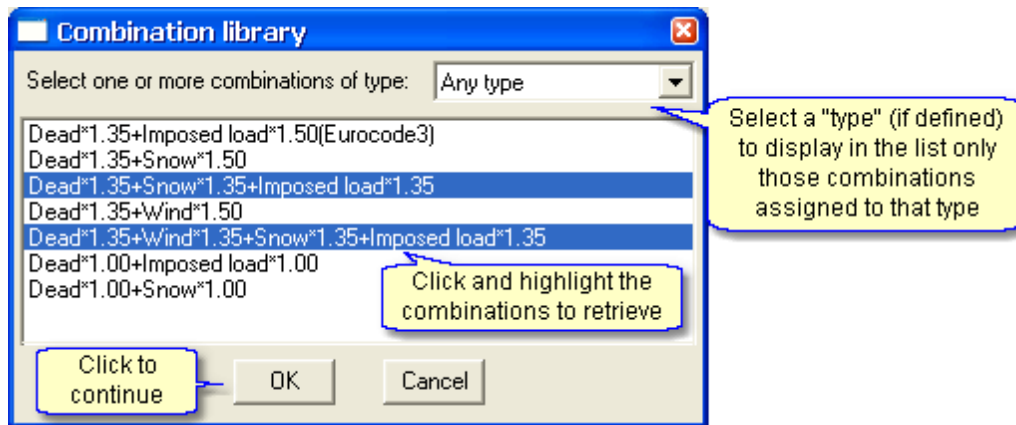 Combination library
Select one or more combinations of type:
Any type
Select a "type" (if defined)
to display in the list only
those combinations
assigned to that type
Dead*1.35+Imposed load*1.50(Eurocode3)
Dead*1.35+Snow*1.50
Dead*1.35+Snow*1.35+Imposed load*1.35
Dead*1.35+Wind*1.50
Dead*1.35+Wind*1.35+Snow*1.35+Imposed load*1.35
Dead*1.00+Imposed load*1.00
Dead*1.00+Snow*1.00
Click and highlight the
combinations to retrieve
Click to
continue
OK
Cancel